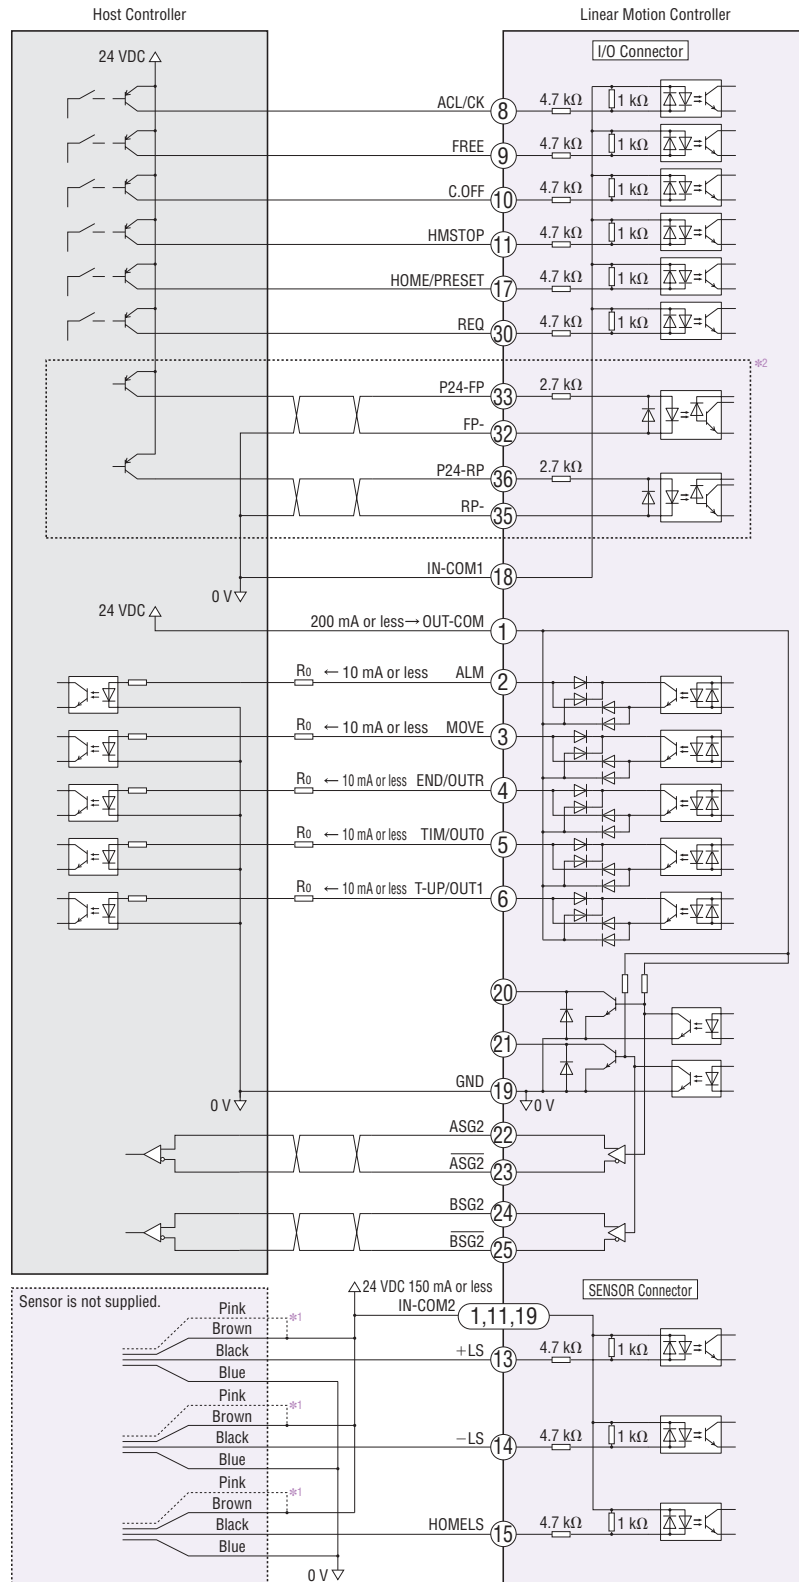 Host Controller
Linear Motion Controller
I/O Connector
24 VDC
ACL/CK 8 4.7 kΩ 1 kΩ
FREE 9 4.7 kΩ 1 kΩ
C.OFF 10 4.7 kΩ 1 kΩ
HMSTOP 11 4.7 kΩ 1 kΩ
HOME/PRESET 17 4.7 kΩ 1 kΩ
REQ 30 4.7 kΩ 1 kΩ
*2
P24-FP 33 2.7 kΩ
FP- 32
P24-RP 36 2.7 kΩ
RP- 35
IN-COM1 18
0 V
24 VDC
200 mA or less→ OUT-COM 1
R0 ← 10 mA or less ALM 2
R0 ← 10 mA or less MOVE 3
R0 ← 10 mA or less END/OUTR 4
R0 ← 10 mA or less TIM/OUT0 5
R0 ← 10 mA or less T-UP/OUT1 6
20
21
GND 19
0 V
0 V
ASG2 22
ASG2 23
BSG2 24
BSG2 25
24 VDC 150 mA or less
SENSOR Connector
Sensor is not supplied.
IN-COM2 1,11,19
Pink *1
Brown
Black +LS 13 4.7 kΩ 1 kΩ
Blue
Pink *1
Brown
Black −LS 14 4.7 kΩ 1 kΩ
Blue
Pink *1
Brown
Black HOMELS 15 4.7 kΩ 1 kΩ
Blue
0 V